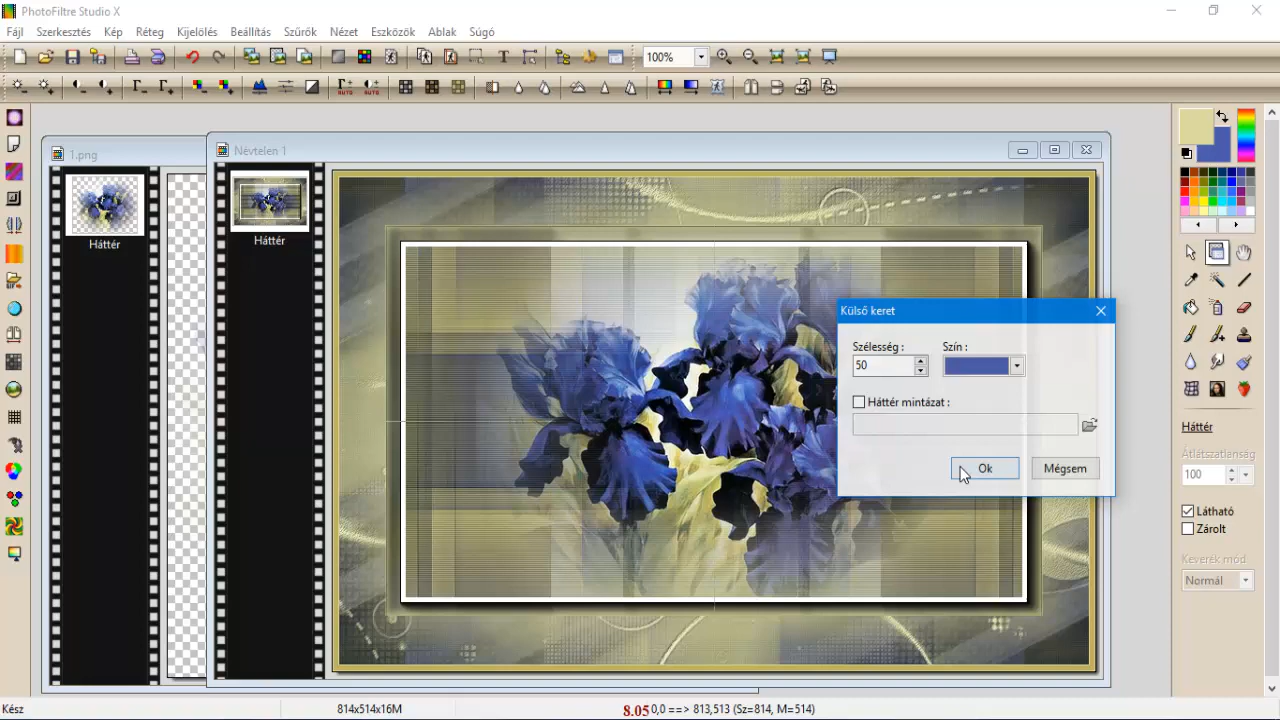 PhotoFiltre Studio X
Fájl Szerkesztés Kép Réteg Kijelölés Beállítás Szűrők Nézet Eszközök Ablak Súgó
100%
AUTO AUTO
1.png
Névtelen 1
Háttér
Háttér
Külső keret
Szélesség : Szín :
50
Háttér mintázat :
Ok Mégsem
Háttér
Átlátszatlanság
100
Látható
Zárolt
Keverék mód
Normál
Kész 814x514x16M 8.05 0,0 ==> 813,513 (Sz=814, M=514)